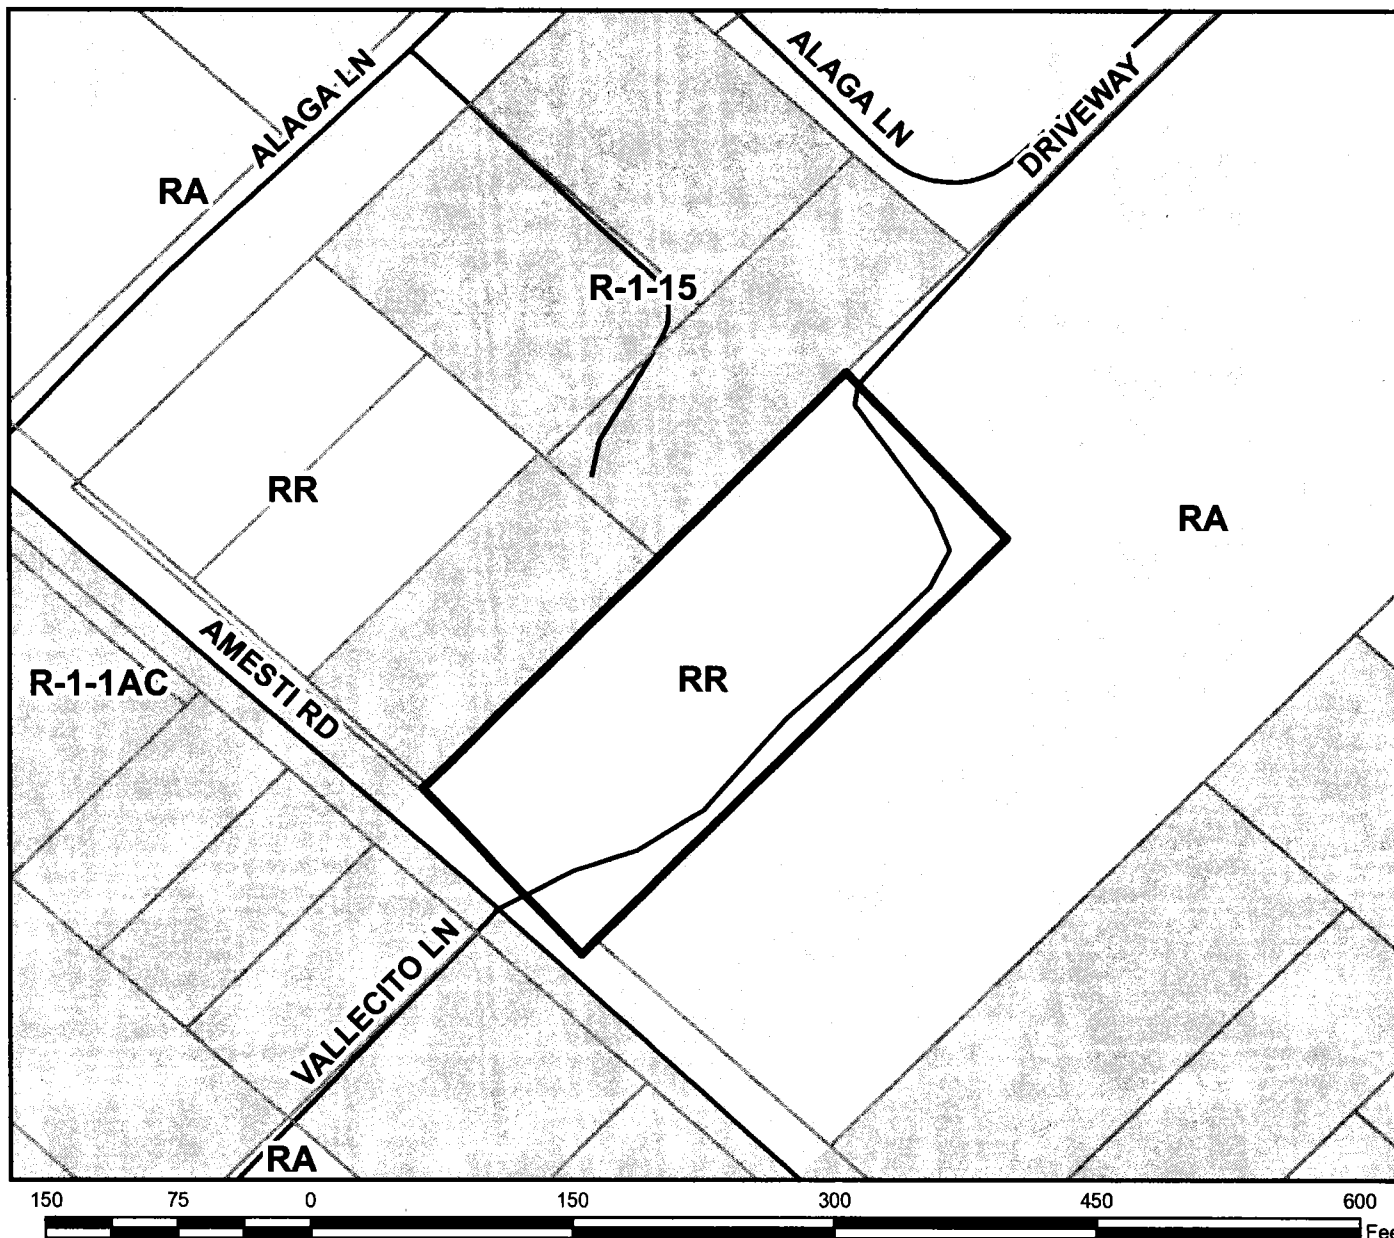 ALAGA LN
ALAGA LN
DRIVEWAY
RA
R-1-15
RR
RA
AMESTI RD
R-1-1AC
RR
VALLECITO LN
RA
150 75 0 150 300 450 600
Fee